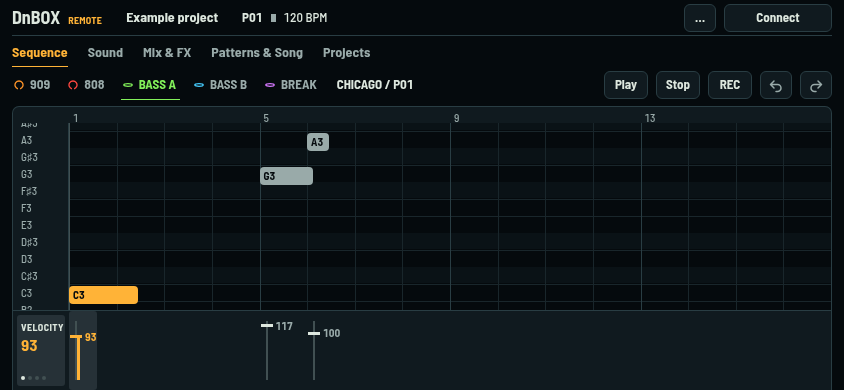 DnBOX REMOTE Example project P01 120 BPM ... Connect
Sequence Sound Mix & FX Patterns & Song Projects
909 808 BASS A BASS B BREAK CHICAGO / P01 Play Stop REC
1 5 9 13
A♯3
A3 A3
G♯3
G3 G3
F♯3
F3
E3
D♯3
D3
C♯3
C3 C3
B2
VELOCITY
93 93 117 100